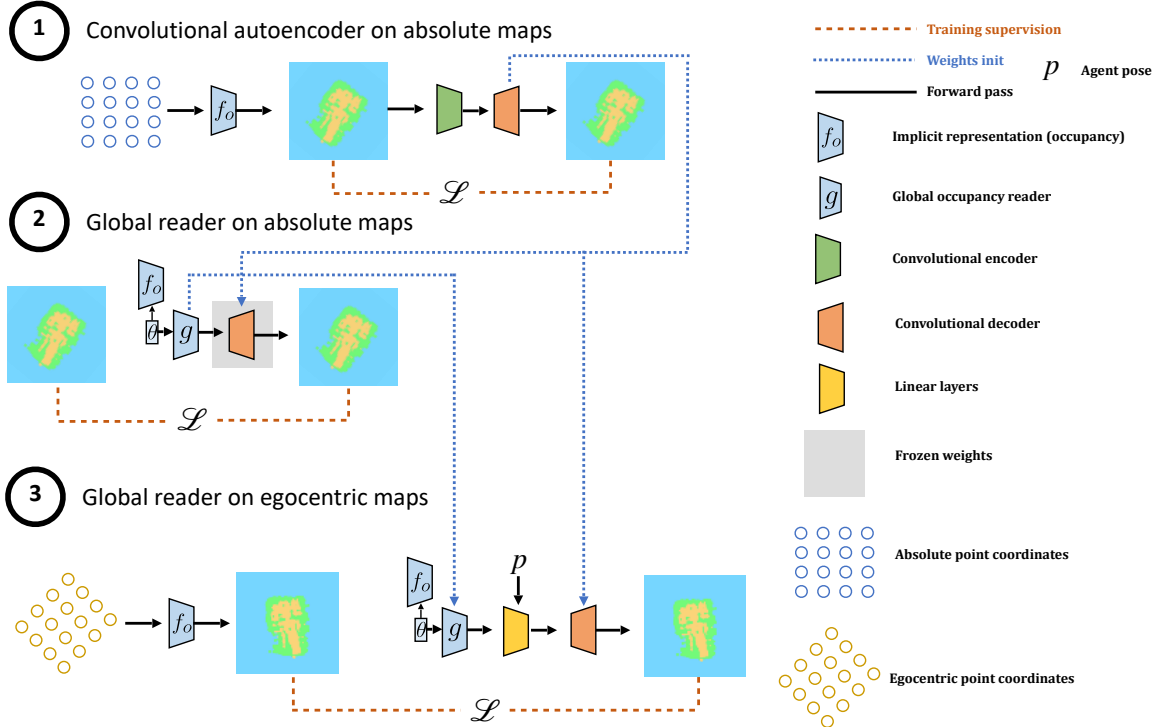 1 Convolutional autoencoder on absolute maps
fo
ℒ
2 Global reader on absolute maps
fo
θ g
ℒ
3 Global reader on egocentric maps
fo
fo
p
θ g
ℒ
Training supervision
Weights init
p Agent pose
Forward pass
fo Implicit representation (occupancy)
g Global occupancy reader
Convolutional encoder
Convolutional decoder
Linear layers
Frozen weights
Absolute point coordinates
Egocentric point coordinates